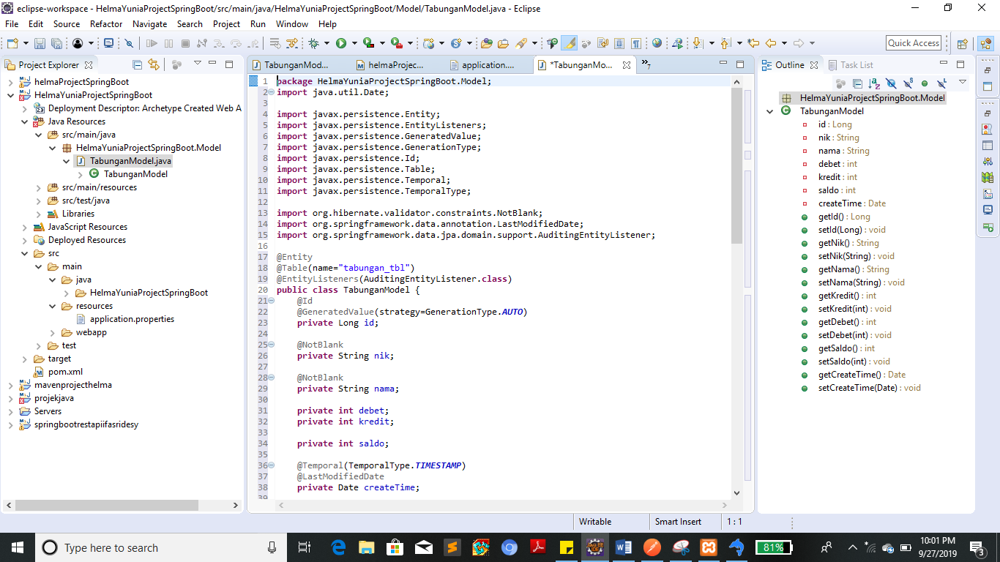 eclipse-workspace - HelmaYuniaProjectSpringBoot/src/main/java/HelmaYuniaProjectSpringBoot/Model/TabunganModel.java - Eclipse
File Edit Source Refactor Navigate Search Project Run Window Help
Quick Access
Project Explorer
helmaProjectSpringBoot
HelmaYuniaProjectSpringBoot
Deployment Descriptor: Archetype Created Web A
Java Resources
src/main/java
HelmaYuniaProjectSpringBoot.Model
TabunganModel.java
TabunganModel
src/main/resources
src/test/java
Libraries
JavaScript Resources
Deployed Resources
src
main
java
HelmaYuniaProjectSpringBoot
resources
application.properties
webapp
test
target
pom.xml
mavenprojecthelma
projekjava
Servers
springbootrestapiifasridesy
TabunganMod... helmaProjec... application.... *TabunganMo... »7
1 package HelmaYuniaProjectSpringBoot.Model;
2 import java.util.Date;
3
4 import javax.persistence.Entity;
5 import javax.persistence.EntityListeners;
6 import javax.persistence.GeneratedValue;
7 import javax.persistence.GenerationType;
8 import javax.persistence.Id;
9 import javax.persistence.Table;
10 import javax.persistence.Temporal;
11 import javax.persistence.TemporalType;
12
13 import org.hibernate.validator.constraints.NotBlank;
14 import org.springframework.data.annotation.LastModifiedDate;
15 import org.springframework.data.jpa.domain.support.AuditingEntityListener;
16
17 @Entity
18 @Table(name="tabungan_tbl")
19 @EntityListeners(AuditingEntityListener.class)
20 public class TabunganModel {
21 @Id
22 @GeneratedValue(strategy=GenerationType.AUTO)
23 private Long id;
24
25 @NotBlank
26 private String nik;
27
28 @NotBlank
29 private String nama;
30
31 private int debet;
32 private int kredit;
33
34 private int saldo;
35
36 @Temporal(TemporalType.TIMESTAMP)
37 @LastModifiedDate
38 private Date createTime;
39
Outline Task List
HelmaYuniaProjectSpringBoot.Model
TabunganModel
id : Long
nik : String
nama : String
debet : int
kredit : int
saldo : int
createTime : Date
getId() : Long
setId(Long) : void
getNik() : String
setNik(String) : void
getNama() : String
setNama(String) : void
getKredit() : int
setKredit(int) : void
getDebet() : int
setDebet(int) : void
getSaldo() : int
setSaldo(int) : void
getCreateTime() : Date
setCreateTime(Date) : void
Writable Smart Insert 1 : 1
Type here to search
81%
10:01 PM
9/27/2019
3